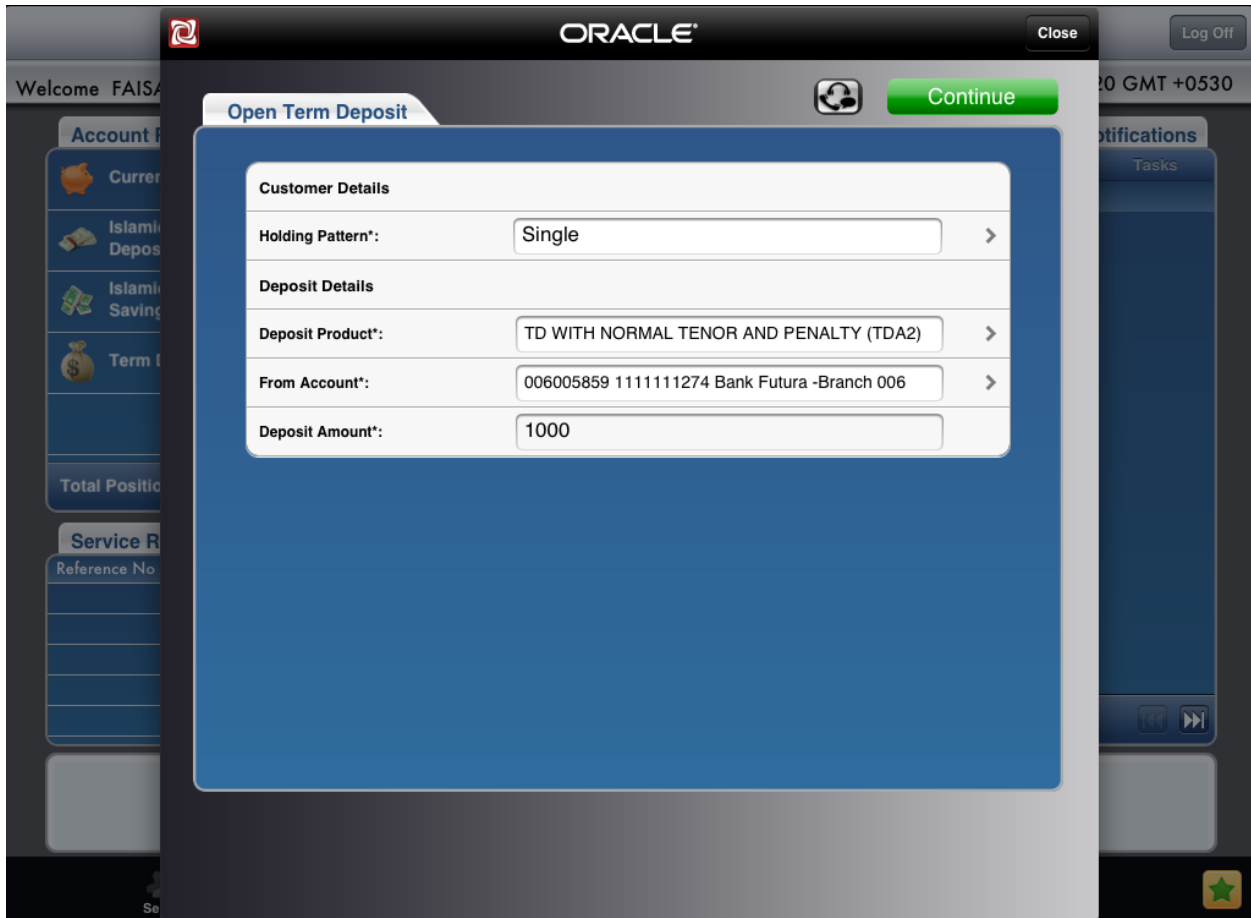 ORACLE
Close
Log Off
Welcome FAISA
20 GMT +0530
Open Term Deposit
Continue
Account
Notifications
Tasks
Customer Details
Holding Pattern*:
Single
Deposit Details
Deposit Product*:
TD WITH NORMAL TENOR AND PENALTY (TDA2)
From Account*:
006005859 1111111274 Bank Futura -Branch 006
Deposit Amount*:
1000
Curren
Islami
Depos
Islami
Saving
Term D
Total Positio
Service R
Reference No
Se